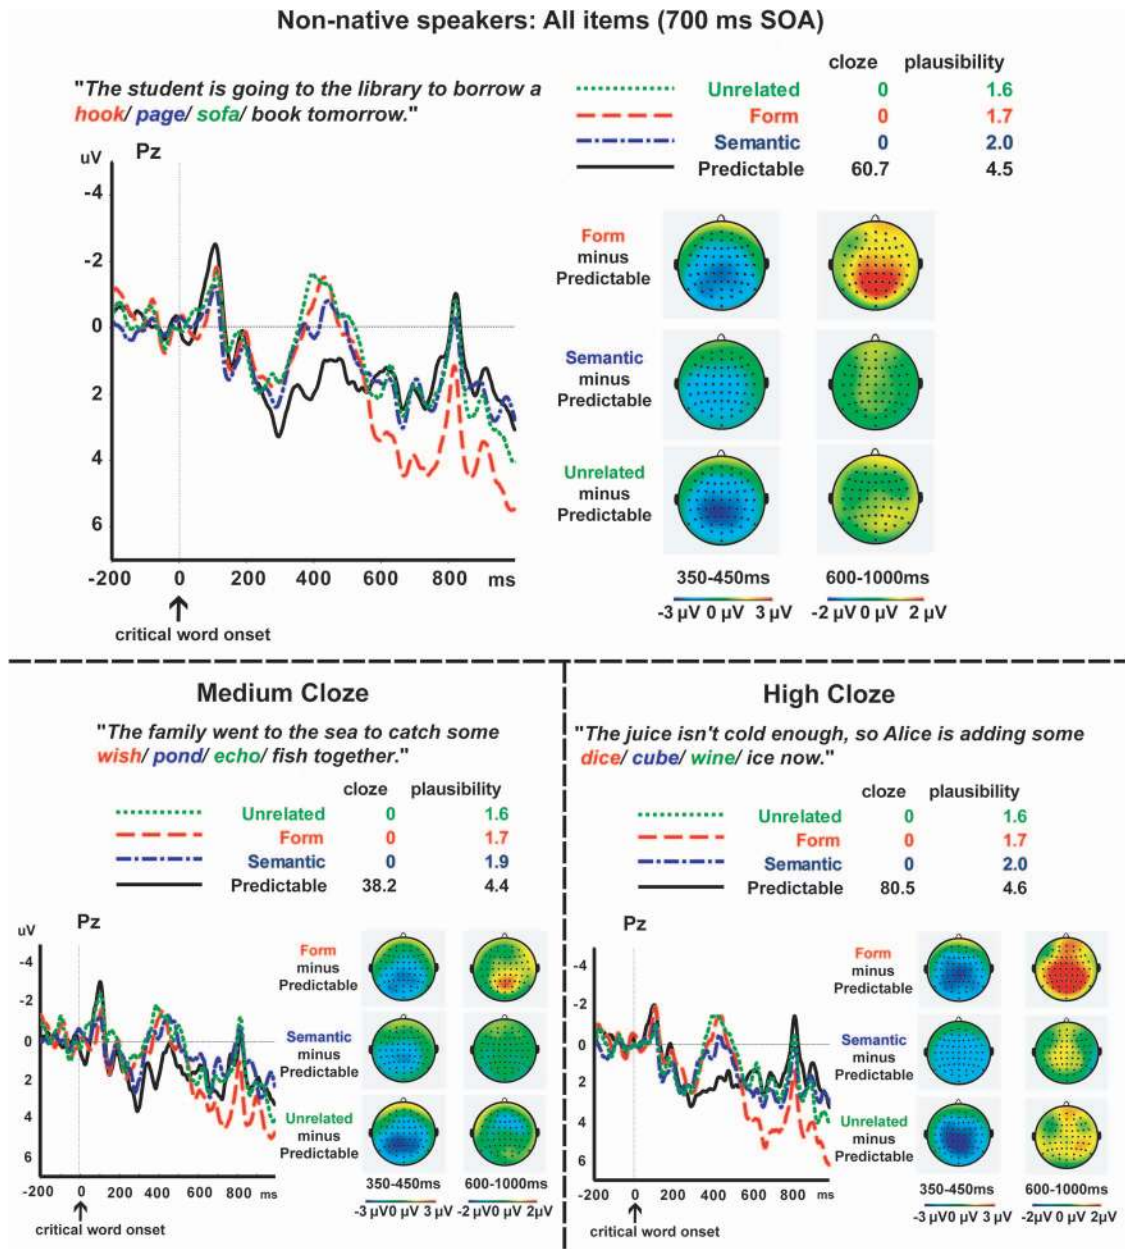 Non-native speakers: All items (700 ms SOA)
"The student is going to the library to borrow a
hook/ page/ sofa/ book tomorrow."
cloze plausibility
Unrelated 0 1.6
Form 0 1.7
Semantic 0 2.0
Predictable 60.7 4.5
uV
Pz
-4
-2
0
2
4
6
-200 0 200 400 600 800 ms
critical word onset
Form
minus
Predictable
Semantic
minus
Predictable
Unrelated
minus
Predictable
350-450ms 600-1000ms
-3 µV 0 µV 3 µV -2 µV 0 µV 2 µV
Medium Cloze
"The family went to the sea to catch some
wish/ pond/ echo/ fish together."
cloze plausibility
Unrelated 0 1.6
Form 0 1.7
Semantic 0 1.9
Predictable 38.2 4.4
uV
Pz
-4
-2
0
2
4
6
-200 0 200 400 600 800 ms
critical word onset
Form
minus
Predictable
Semantic
minus
Predictable
Unrelated
minus
Predictable
350-450ms 600-1000ms
-3 µV 0 µV 3 µV -2 µV 0 µV 2µV
High Cloze
"The juice isn't cold enough, so Alice is adding some
dice/ cube/ wine/ ice now."
cloze plausibility
Unrelated 0 1.6
Form 0 1.7
Semantic 0 2.0
Predictable 80.5 4.6
Pz
-4
-2
0
2
4
6
-200 0 200 400 600 800 ms
critical word onset
Form
minus
Predictable
Semantic
minus
Predictable
Unrelated
minus
Predictable
350-450ms 600-1000ms
-3 µV 0 µV 3 µV -2µV 0 µV 2µV